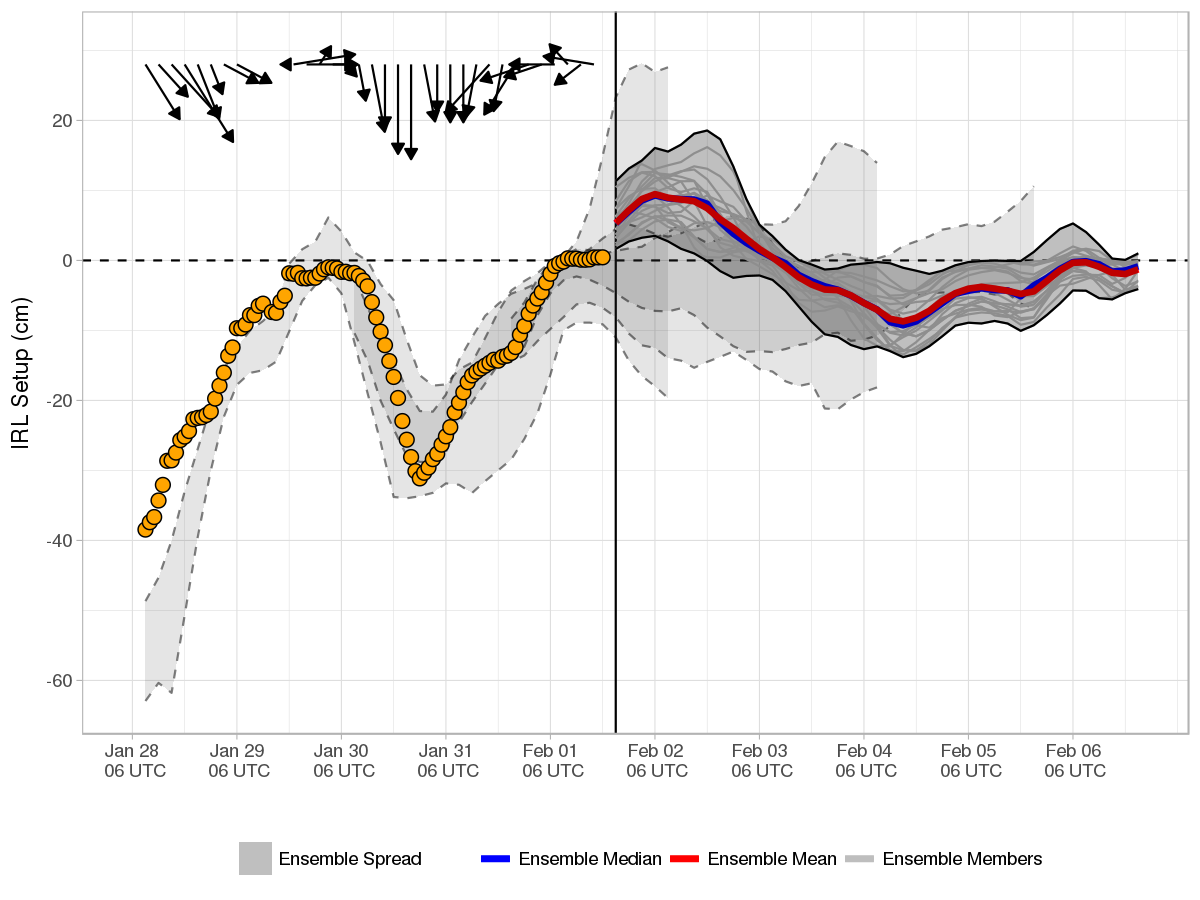 IRL Setup (cm)
20
0
-20
-40
-60
Jan 28 Jan 29 Jan 30 Jan 31 Feb 01 Feb 02 Feb 03 Feb 04 Feb 05 Feb 06
06 UTC 06 UTC 06 UTC 06 UTC 06 UTC 06 UTC 06 UTC 06 UTC 06 UTC 06 UTC
Ensemble Spread Ensemble Median Ensemble Mean Ensemble Members